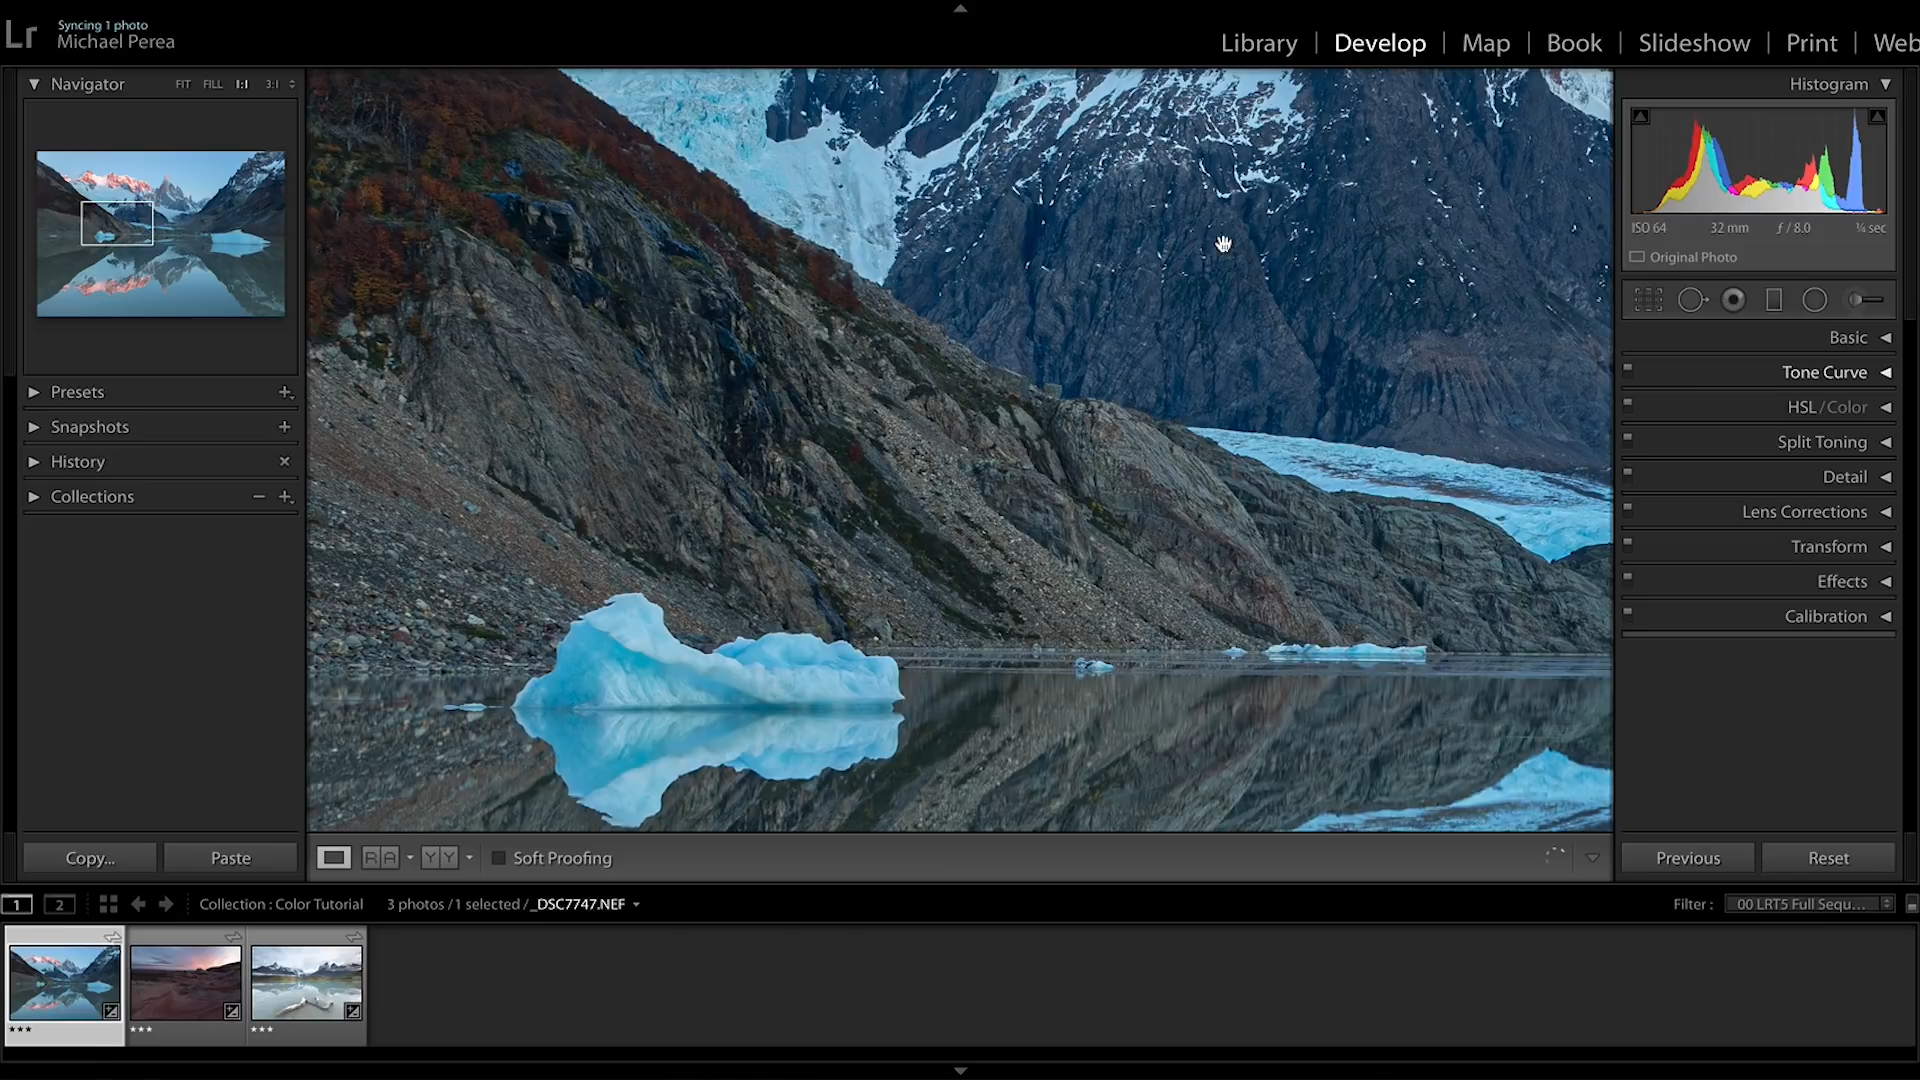 Lr
Syncing 1 photo
Michael Perea
Library | Develop | Map | Book | Slideshow | Print | Web
Navigator FIT FILL 1:1 3:1
Histogram
ISO 64 32 mm ƒ / 8.0 ¼ sec
Original Photo
Basic
Tone Curve
HSL / Color
Split Toning
Detail
Lens Corrections
Transform
Effects
Calibration
Presets
Snapshots
History
Collections
Copy... Paste
R A Y Y Soft Proofing
Previous Reset
1 2 Collection : Color Tutorial 3 photos / 1 selected / _DSC7747.NEF
Filter : 00 LRT5 Full Sequ...